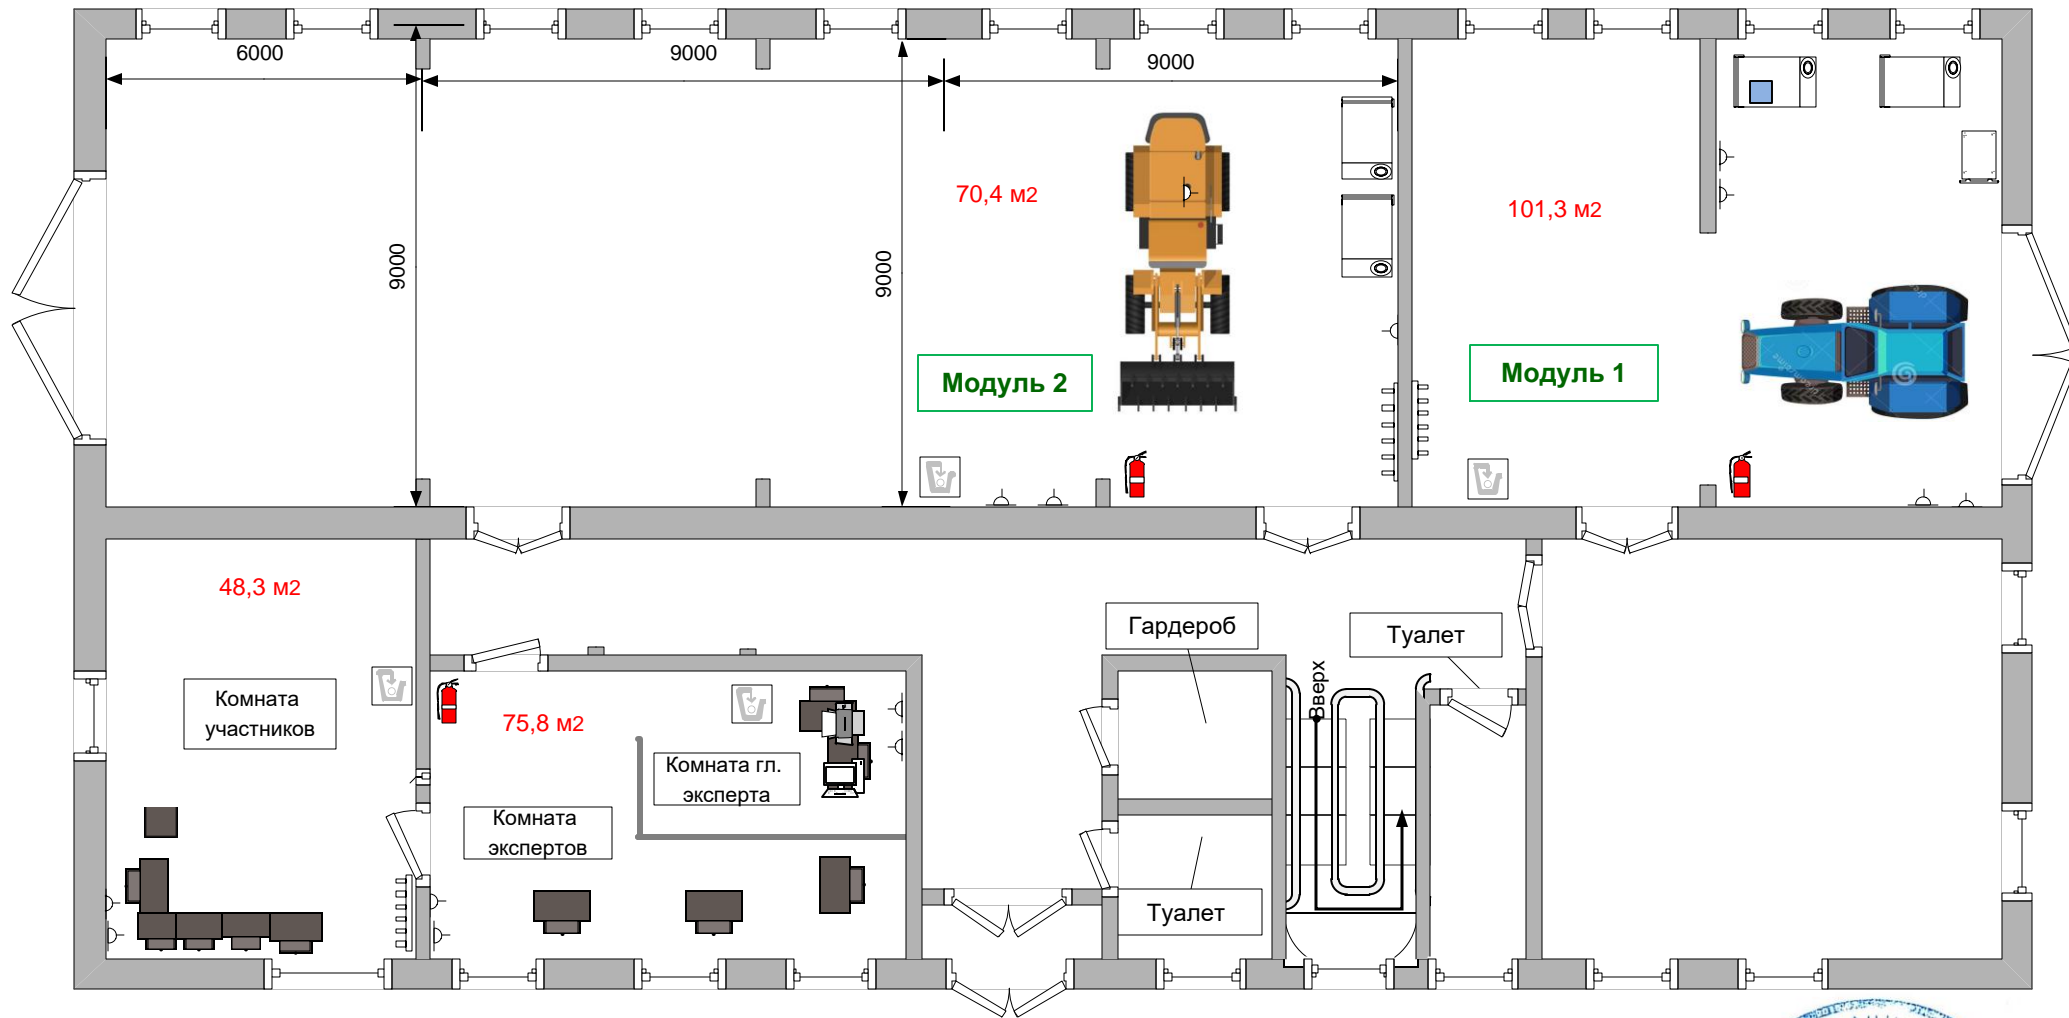 6000
9000
9000
9000
9000
70,4 м2
101,3 м2
Модуль 2
Модуль 1
48,3 м2
Гардероб
Туалет
Вверх
Комната
участников
75,8 м2
Комната гл.
эксперта
Комната
экспертов
Туалет